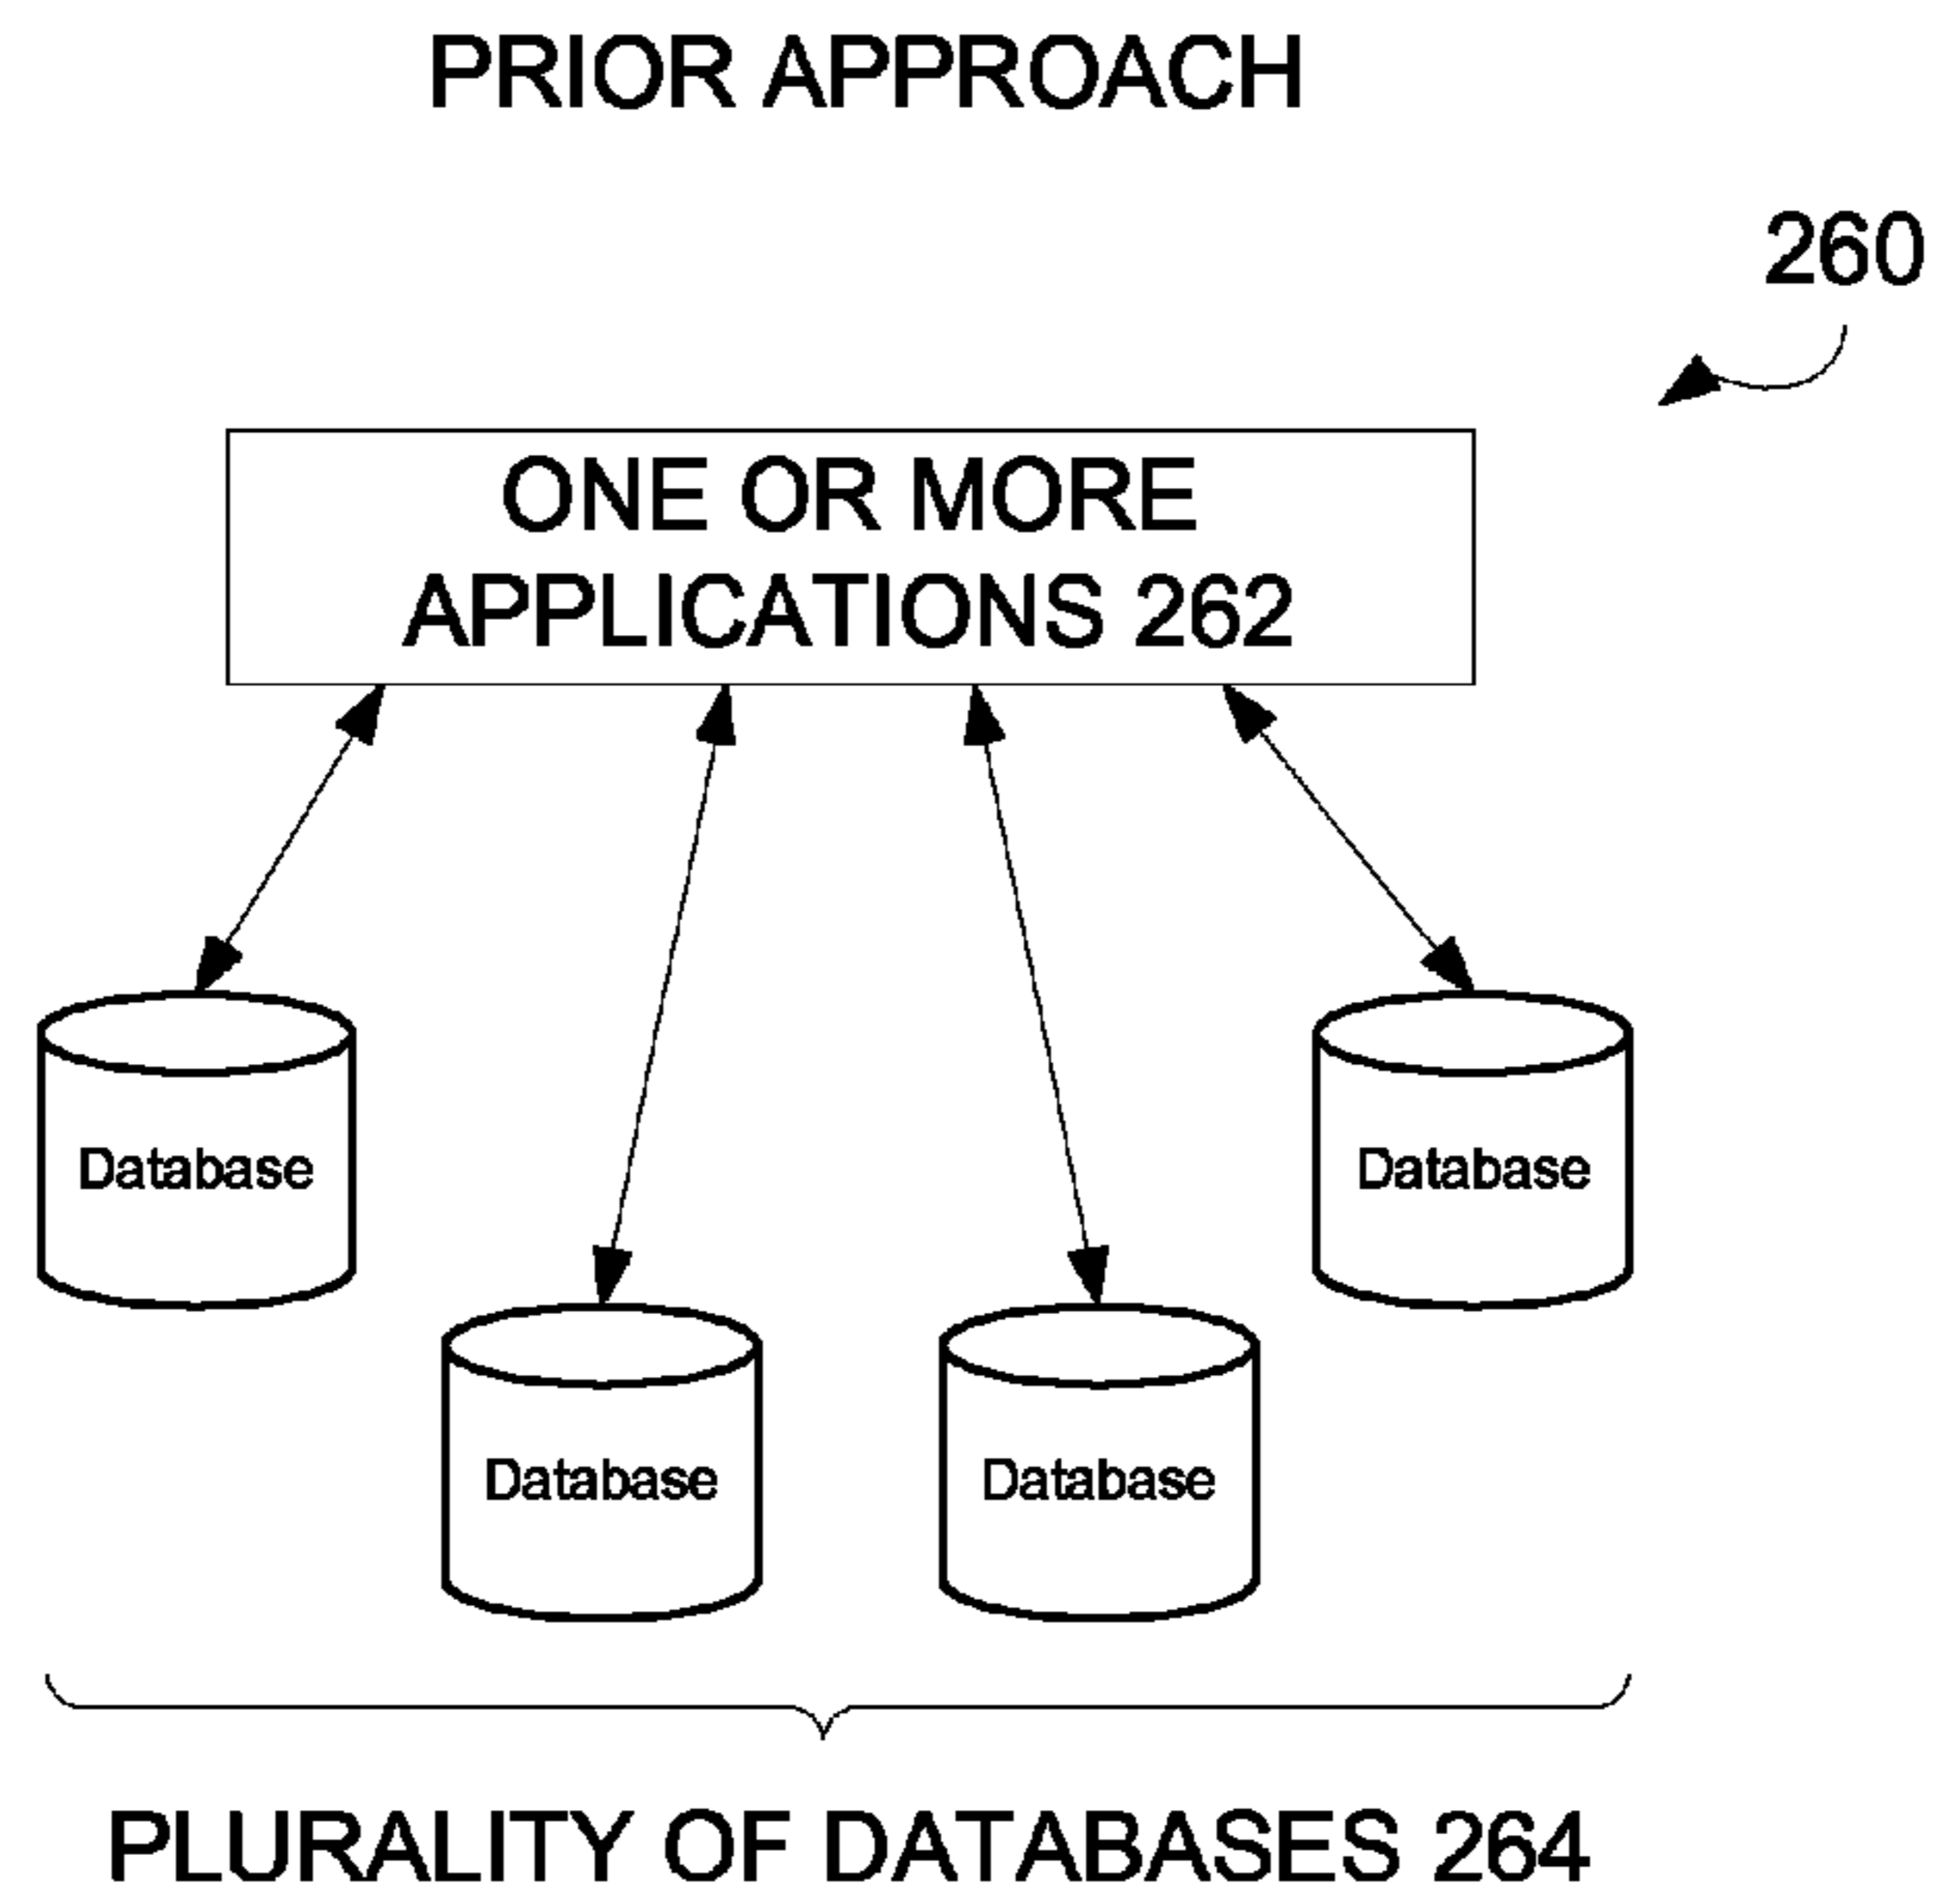 PRIOR APPROACH
260
ONE OR MORE
APPLICATIONS 262
Database
Database
Database
Database
PLURALITY OF DATABASES 264